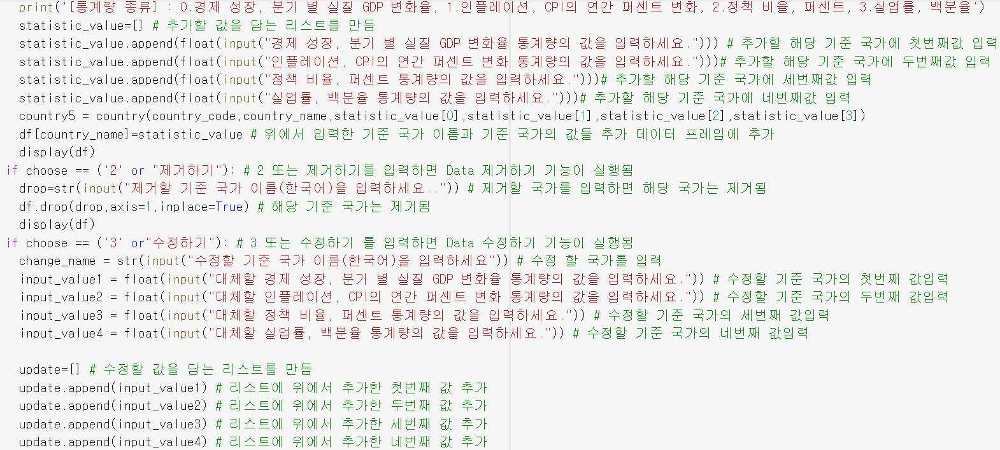 print('[통계량 종류] : 0.경제 성장, 분기 별 실질 GDP 변화율, 1.인플레이션, CPI의 연간 퍼센트 변화, 2.정책 비율, 퍼센트, 3.실업률, 백분율')
statistic_value=[] # 추가할 값을 담는 리스트를 만듬
statistic_value.append(float(input("경제 성장, 분기 별 실질 GDP 변화율 통계량의 값을 입력하세요."))) # 추가할 해당 기준 국가에 첫번째값 입력
statistic_value.append(float(input("인플레이션, CPI의 연간 퍼센트 변화 통계량의 값을 입력하세요.")))# 추가할 해당 기준 국가에 두번째값 입력
statistic_value.append(float(input("정책 비율, 퍼센트 통계량의 값을 입력하세요.")))# 추가할 해당 기준 국가에 세번째값 입력
statistic_value.append(float(input("실업률, 백분율 통계량의 값을 입력하세요.")))# 추가할 해당 기준 국가에 네번째값 입력
country5 = country(country_code,country_name,statistic_value[0],statistic_value[1],statistic_value[2],statistic_value[3])
df[country_name]=statistic_value # 위에서 입력한 기준 국가 이름과 기준 국가의 값들 추가 데이터 프레임에 추가
display(df)
if choose == ('2' or "제거하기"): # 2 또는 제거하기를 입력하면 Data 제거하기 기능이 실행됨
drop=str(input("제거할 기준 국가 이름(한국어)을 입력하세요..")) # 제거할 국가를 입력하면 해당 국가는 제거됨
df.drop(drop,axis=1,inplace=True) # 해당 기준 국가는 제거됨
display(df)
if choose == ('3' or"수정하기"): # 3 또는 수정하기 를 입력하면 Data 수정하기 기능이 실행됨
change_name = str(input("수정할 기준 국가 이름(한국어)을 입력하세요")) # 수정 할 국가를 입력
input_value1 = float(input("대체할 경제 성장, 분기 별 실질 GDP 변화율 통계량의 값을 입력하세요.")) # 수정할 기준 국가의 첫번째 값입력
input_value2 = float(input("대체할 인플레이션, CPI의 연간 퍼센트 변화 통계량의 값을 입력하세요.")) # 수정할 기준 국가의 두번째 값입력
input_value3 = float(input("대체할 정책 비율, 퍼센트 통계량의 값을 입력하세요.")) # 수정할 기준 국가의 세번째 값입력
input_value4 = float(input("대체할 실업률, 백분율 통계량의 값을 입력하세요.")) # 수정할 기준 국가의 네번째 값입력
update=[] # 수정할 값을 담는 리스트를 만듬
update.append(input_value1) # 리스트에 위에서 추가한 첫번째 값 추가
update.append(input_value2) # 리스트에 위에서 추가한 두번째 값 추가
update.append(input_value3) # 리스트에 위에서 추가한 세번째 값 추가
update.append(input_value4) # 리스트에 위에서 추가한 네번째 값 추가